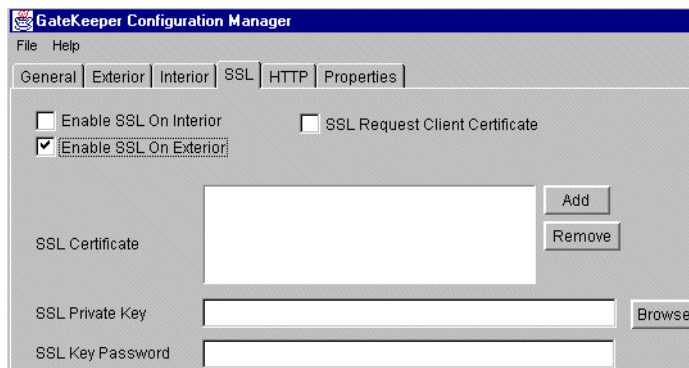 GateKeeper Configuration Manager
File Help
General Exterior Interior SSL HTTP Properties
Enable SSL On Interior
SSL Request Client Certificate
Enable SSL On Exterior
Add
SSL Certificate
Remove
SSL Private Key
Browse
SSL Key Password